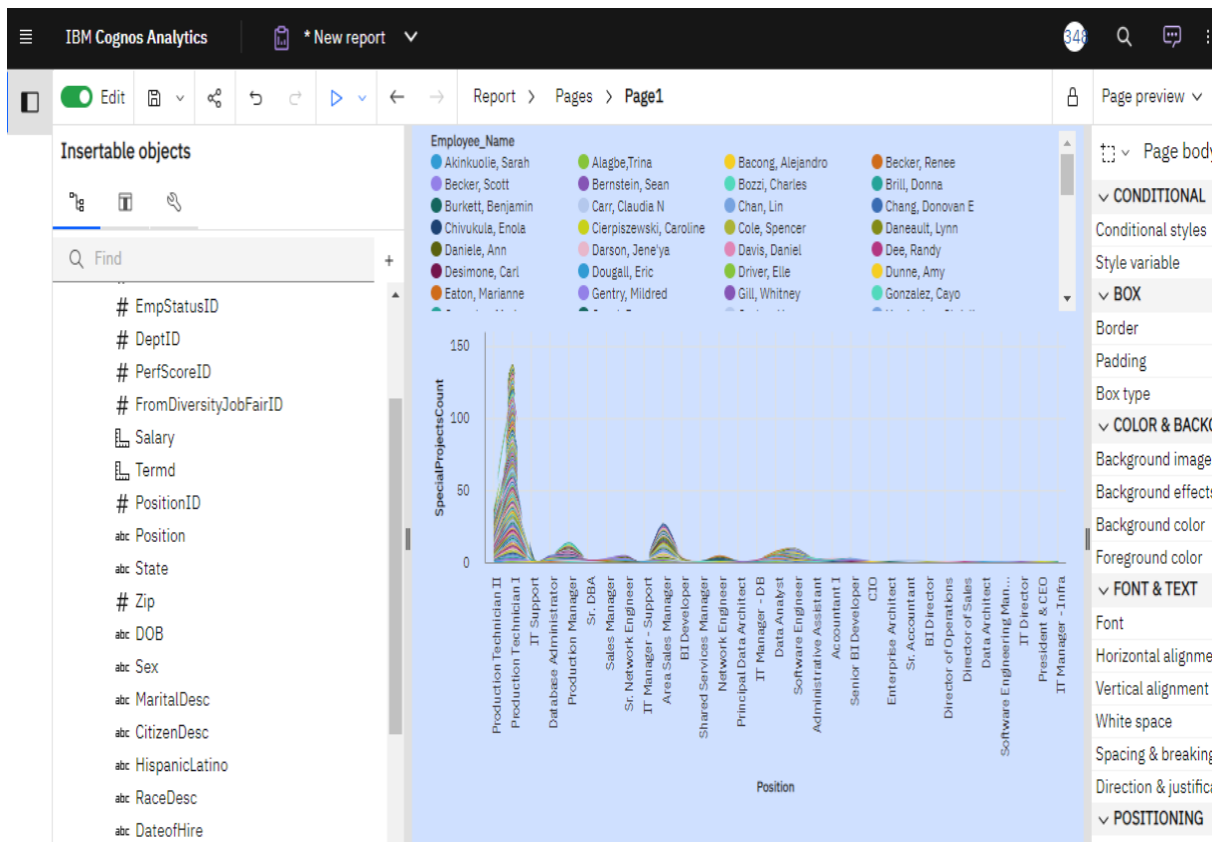 IBM Cognos Analytics
* New report
348
Edit
Report > Pages > Page1
Page preview
Insertable objects
Find
EmpStatusID
DeptID
PerfScoreID
FromDiversityJobFairID
Salary
Termd
PositionID
abc Position
abc State
Zip
abc DOB
abc Sex
abc MaritalDesc
abc CitizenDesc
abc HispanicLatino
abc RaceDesc
abc DateofHire
Employee_Name
Akinkuolie, Sarah Alagbe,Trina Bacong, Alejandro Becker, Renee
Becker, Scott Bernstein, Sean Bozzi, Charles Brill, Donna
Burkett, Benjamin Carr, Claudia N Chan, Lin Chang, Donovan E
Chivukula, Enola Cierpiszewski, Caroline Cole, Spencer Daneault, Lynn
Daniele, Ann Darson, Jene'ya Davis, Daniel Dee, Randy
Desimone, Carl Dougall, Eric Driver, Elle Dunne, Amy
Eaton, Marianne Gentry, Mildred Gill, Whitney Gonzalez, Cayo
SpecialProjectsCount
150
100
50
0
Production Technician II
Production Technician I
IT Support
Database Administrator
Production Manager
Sr. DBA
Sales Manager
Sr. Network Engineer
IT Manager - Support
Area Sales Manager
BI Developer
Shared Services Manager
Network Engineer
Principal Data Architect
IT Manager - DB
Data Analyst
Software Engineer
Administrative Assistant
Accountant I
Senior BI Developer
CIO
Enterprise Architect
Sr. Accountant
BI Director
Director of Operations
Director of Sales
Data Architect
Software Engineering Man...
IT Director
President & CEO
IT Manager - Infra
Position
Page body
CONDITIONAL
Conditional styles
Style variable
BOX
Border
Padding
Box type
COLOR & BACKG
Background image
Background effects
Background color
Foreground color
FONT & TEXT
Font
Horizontal alignme
Vertical alignment
White space
Spacing & breaking
Direction & justifica
POSITIONING